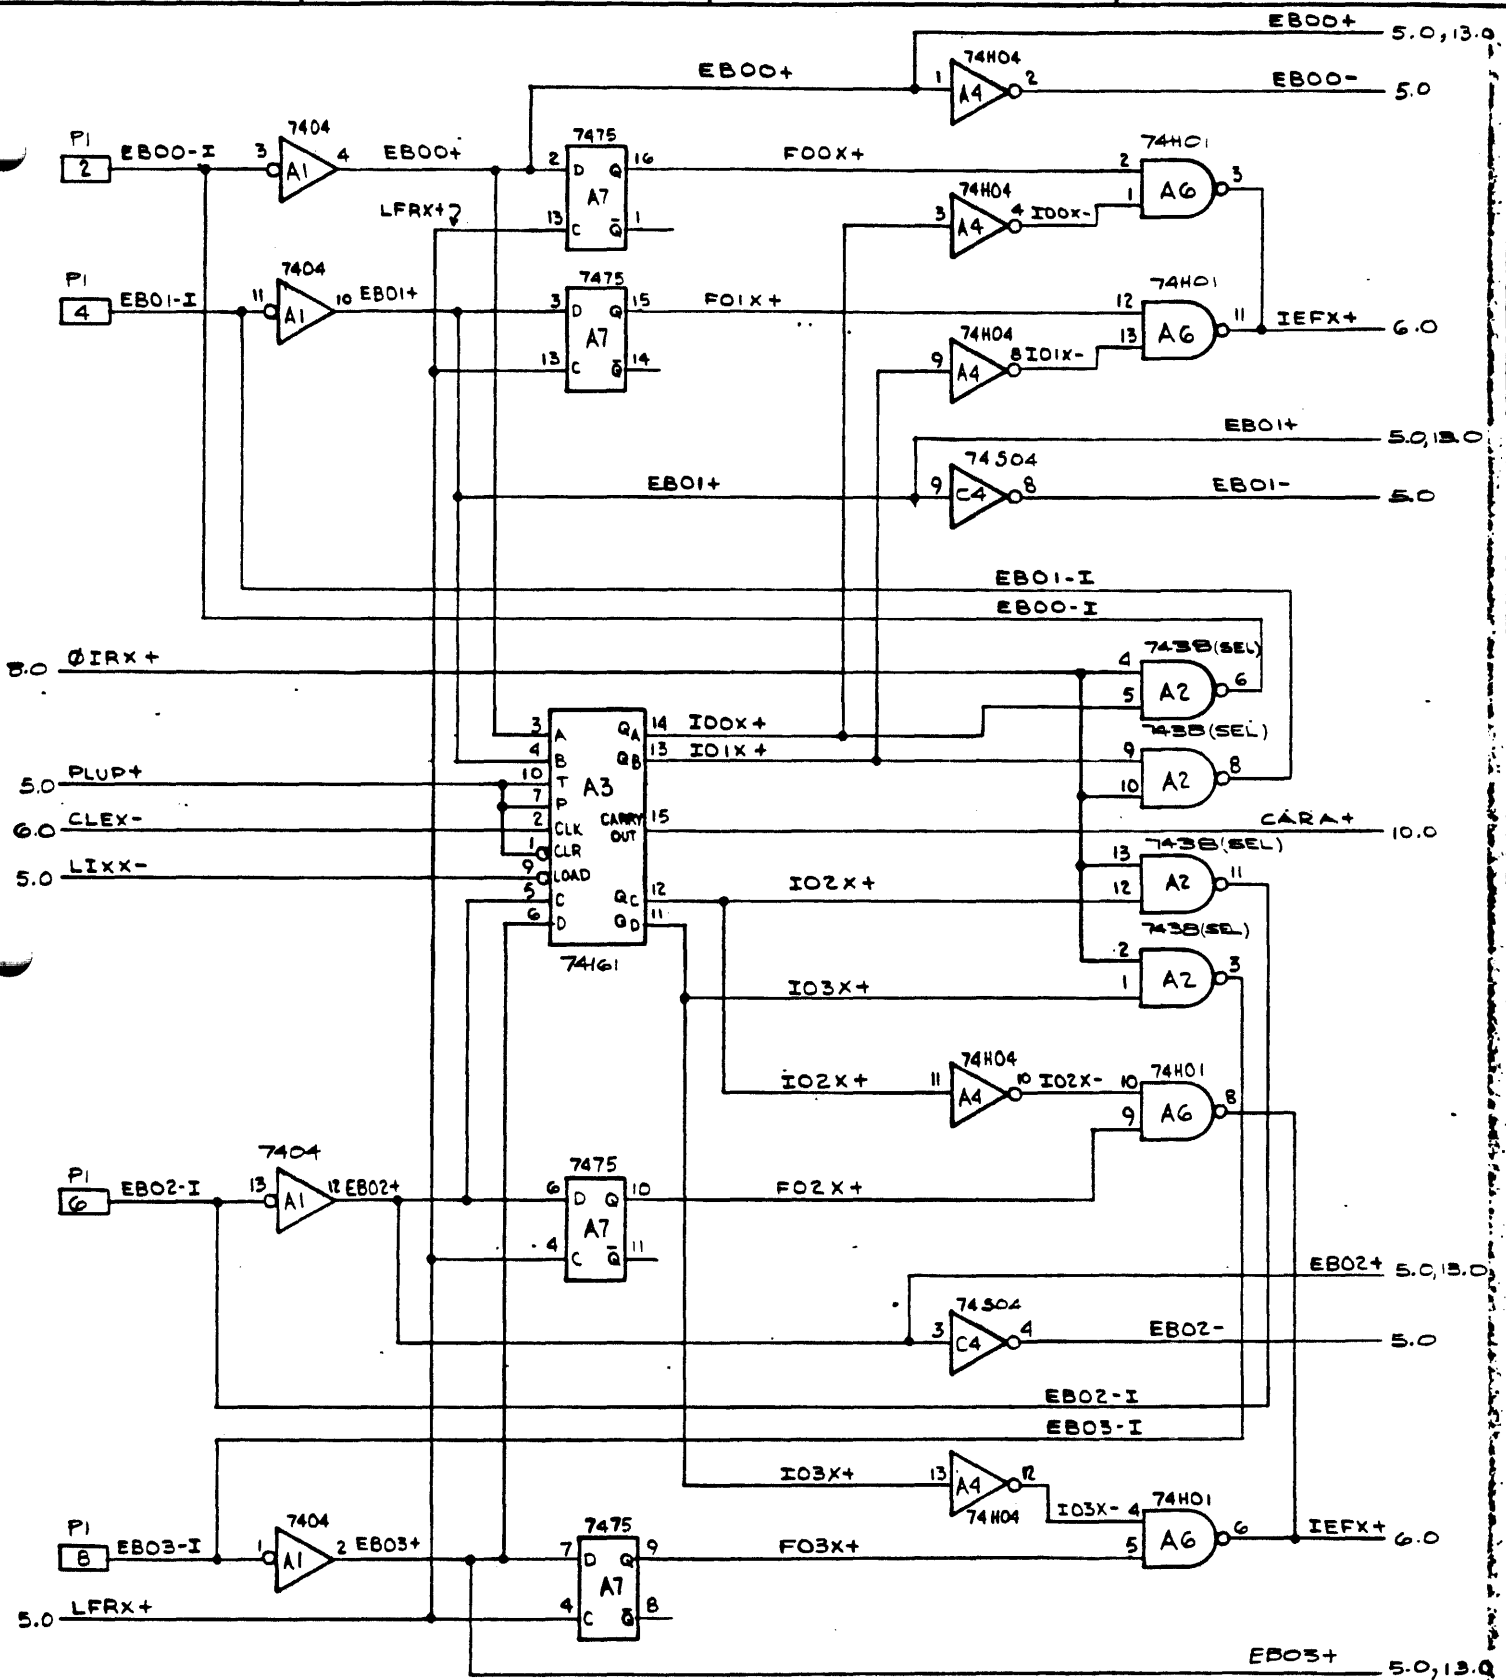 EB00+ 5.0, 13.0
74H04
EB00+ 1 A4 2 EB00- 5.0
P1 7404 7475 74H01
2 EB00-I 3 A1 4 EB00+ 2 D Q 16 F00X+ 2 A6 3
A7 74H04
LFRX+ 13 C Q̅ 1 3 A4 4 I00X- 1
P1 7404 7475 74H01
4 EB01-I 11 A1 10 EB01+ 3 D Q 15 F01X+ 12 A6 11 IEFX+ 6.0
A7 74H04
13 C Q̅ 14 9 A4 8 I01X- 13
EB01+ 5.0, 13.0
74S04
EB01+ 9 C4 8 EB01- 5.0
EB01-I
EB00-I
7438(SEL)
8.0 ØIRX+ 4 A2 6
5
3 A QA 14 I00X+ 7438(SEL)
4 B QB 13 I01X+ 9 A2 8
5.0 PLUP+ 10 T A3 10
7 P
6.0 CLEX- 2 CLK CARRY OUT 15 CARA+ 10.0
1 CLR 7438(SEL)
5.0 LIXX- 9 LOAD 13 A2 11
5 C QC 12 I02X+ 12
6 D QD 11 7438(SEL)
74161 2 A2 3
I03X+ 1
74H04 74H01
I02X+ 11 A4 10 I02X- 10 A6 8
9
P1 7404 7475
6 EB02-I 13 A1 12 EB02+ 6 D Q 10 F02X+
A7
4 C Q̅ 11
EB02+ 5.0, 13.0
74S04
3 C4 4 EB02- 5.0
EB02-I
EB03-I
I03X+ 13 A4 12
74H04 I03X- 4 74H01
P1 7404 7475 A6 6 IEFX+ 6.0
8 EB03-I 1 A1 2 EB03+ 7 D Q 9 F03X+ 5
A7
5.0 LFRX+ 4 C Q̅ 8
EB03+ 5.0, 13.0